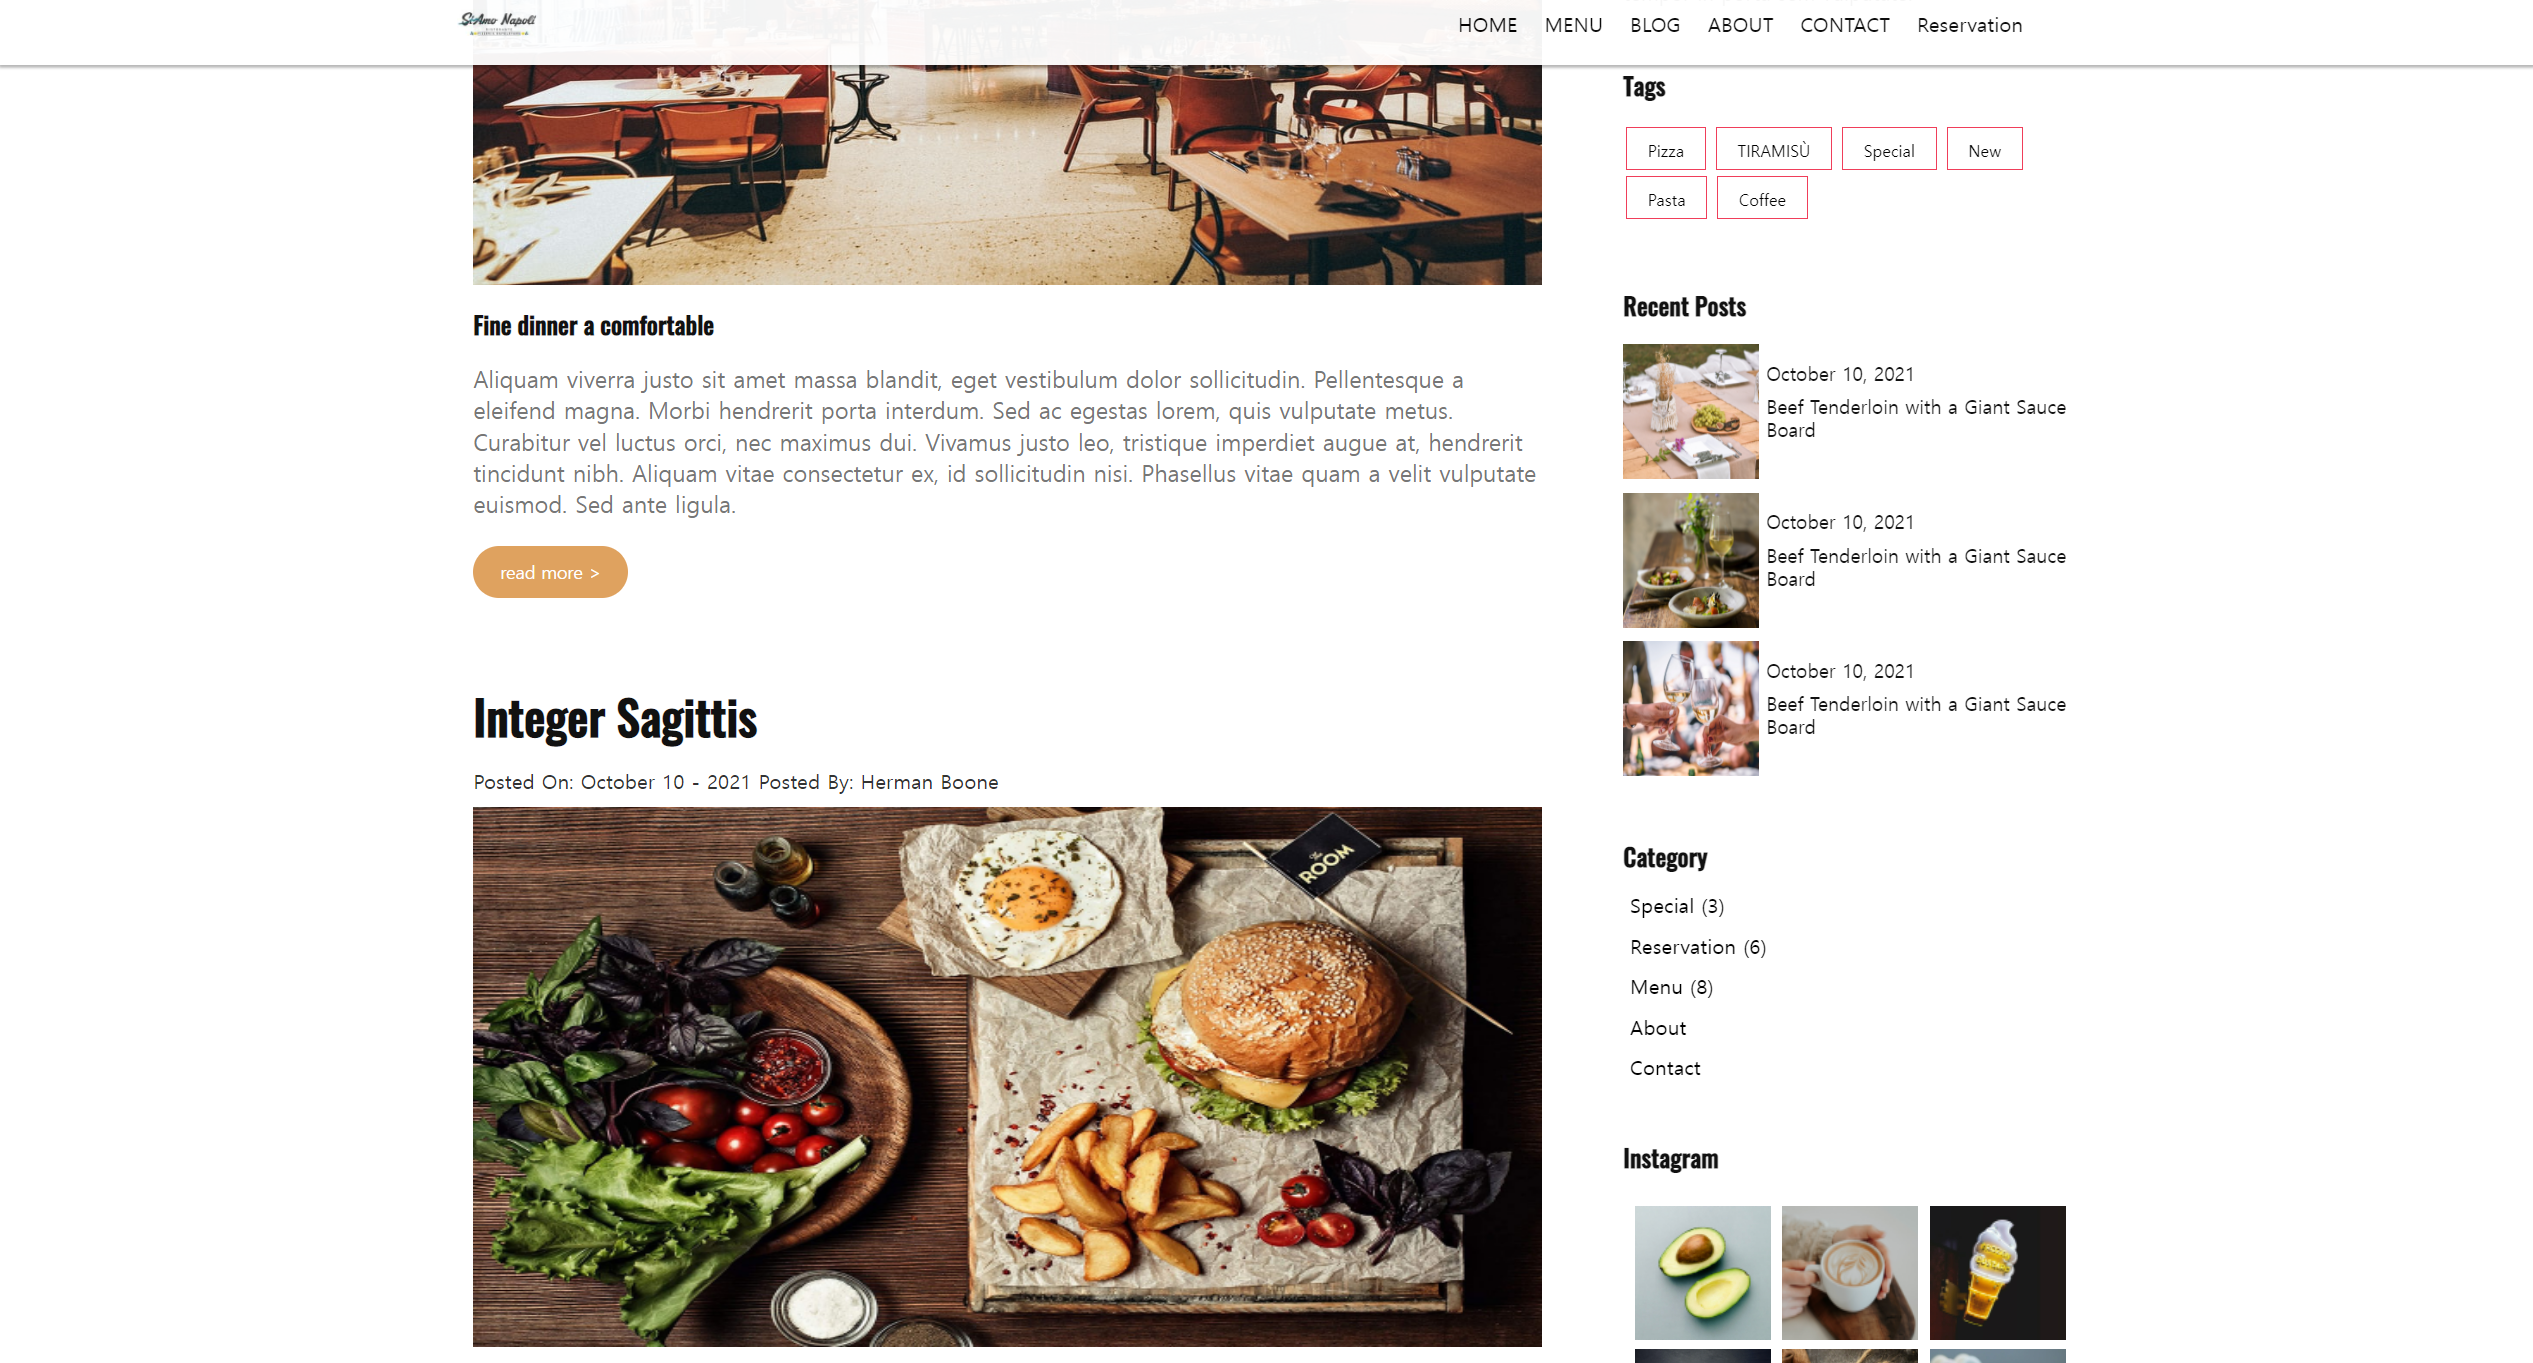 SiAmo Napoli
HOME MENU BLOG ABOUT CONTACT Reservation
Fine dinner a comfortable
Aliquam viverra justo sit amet massa blandit, eget vestibulum dolor sollicitudin. Pellentesque a
eleifend magna. Morbi hendrerit porta interdum. Sed ac egestas lorem, quis vulputate metus.
Curabitur vel luctus orci, nec maximus dui. Vivamus justo leo, tristique imperdiet augue at, hendrerit
tincidunt nibh. Aliquam vitae consectetur ex, id sollicitudin nisi. Phasellus vitae quam a velit vulputate
euismod. Sed ante ligula.
read more >
Integer Sagittis
Posted On: October 10 - 2021 Posted By: Herman Boone
The
ROOM
Tags
Pizza TIRAMISÙ Special New
Pasta Coffee
Recent Posts
October 10, 2021
Beef Tenderloin with a Giant Sauce
Board
October 10, 2021
Beef Tenderloin with a Giant Sauce
Board
October 10, 2021
Beef Tenderloin with a Giant Sauce
Board
Category
Special (3)
Reservation (6)
Menu (8)
About
Contact
Instagram